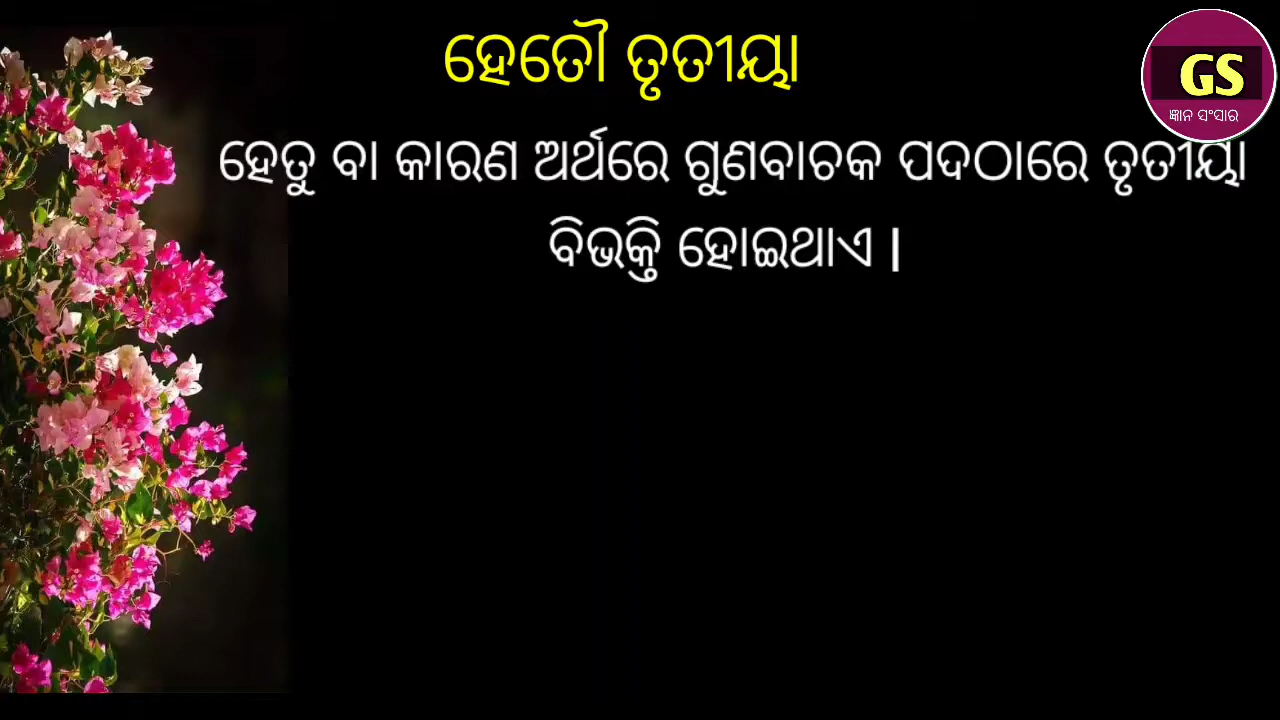 ହେତୌ ତୃତୀୟା
GS
ଜ୍ଞାନ ସଂସାର
ହେତୁ ବା କାରଣ ଅର୍ଥରେ ଗୁଣବାଚକ ପଦଠାରେ ତୃତୀୟା
ବିଭକ୍ତି ହୋଇଥାଏ |